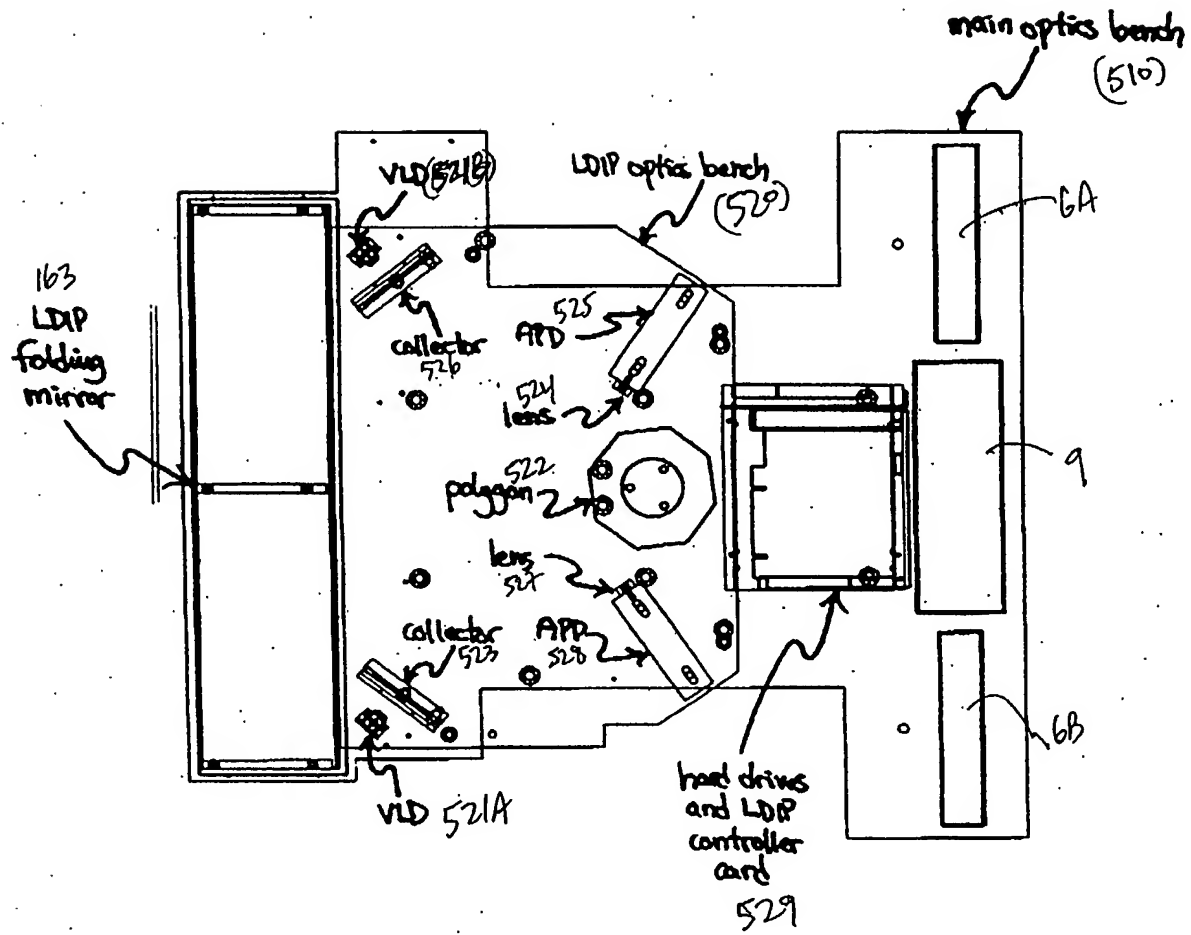 main optics bench
(510)
VLD (521B)
LDIP optics bench
(520)
6A
163
LDIP
folding
mirror
525
APD
collector
526
524
lens
9
522
polygon
lens
527
collector
523
APD
528
6B
VLD 521A
hard drives
and LDIP
controller
card
529